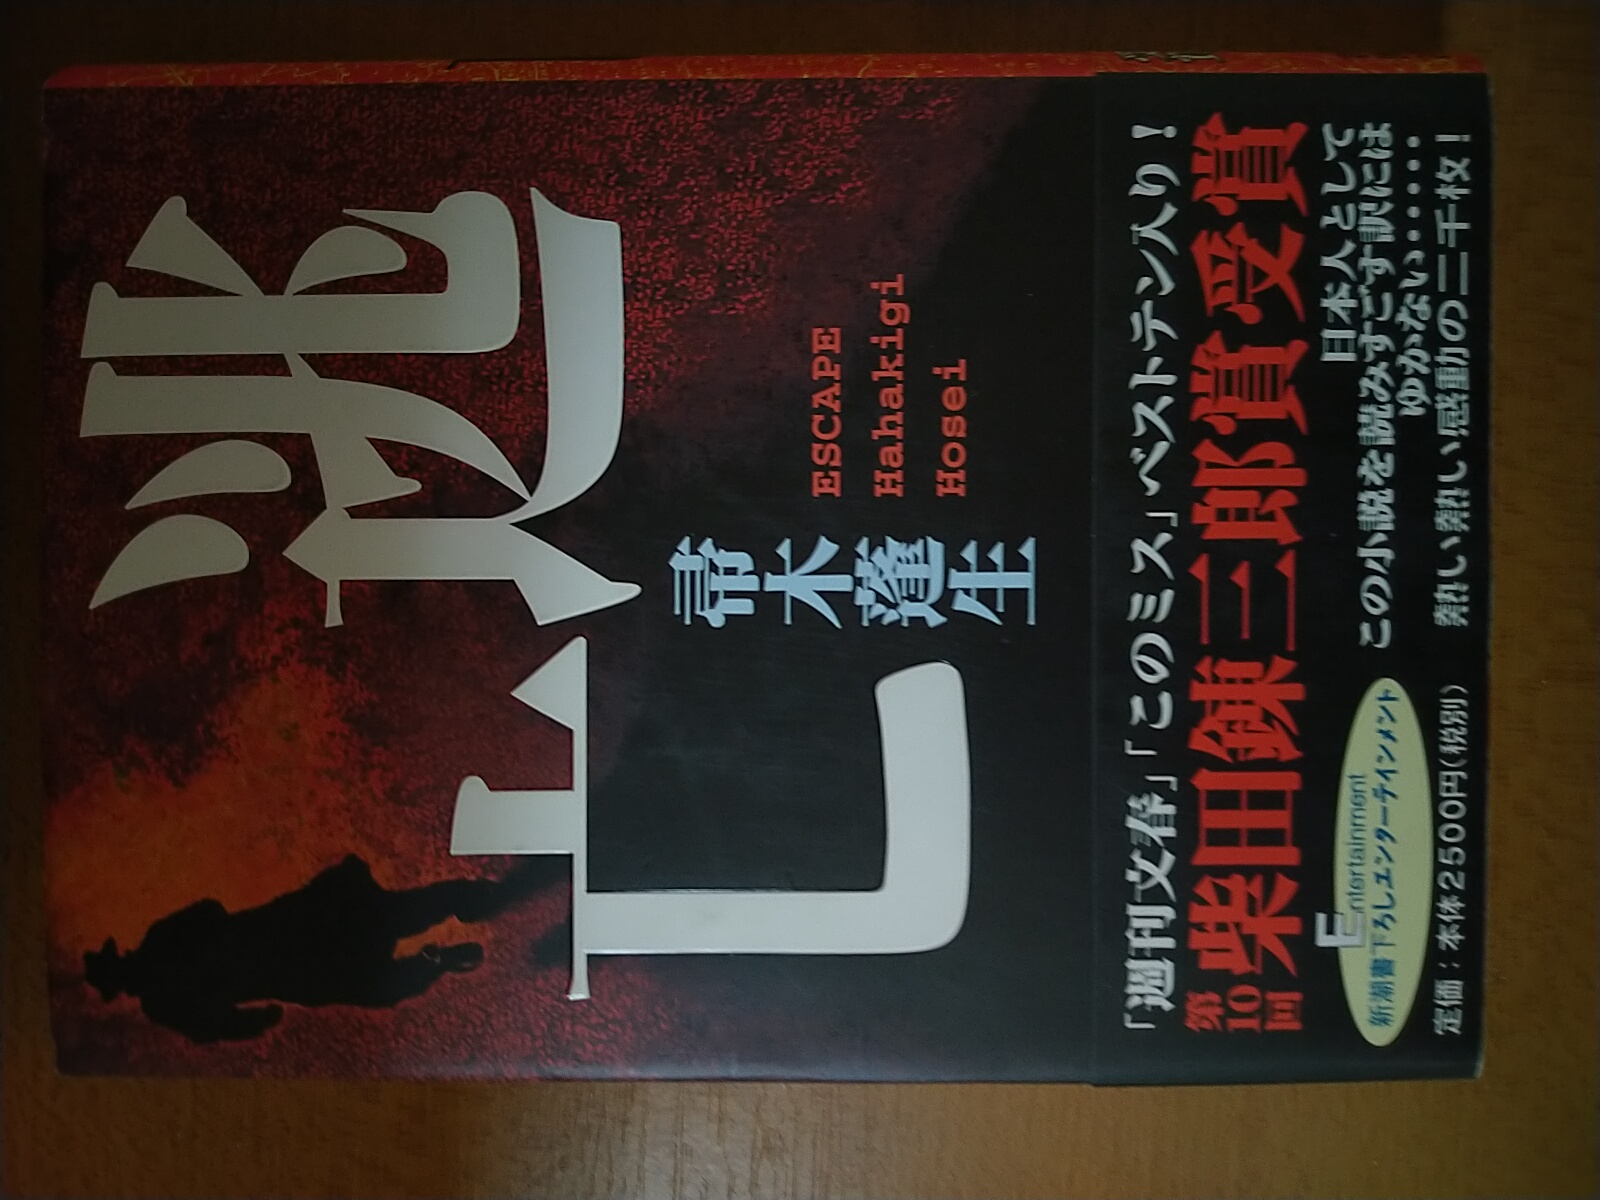 逃亡
ESCAPE
Hahakigi
Hosei
帚木蓬生
「週刊文春」「このミス」ベストテン入り!
第10回
柴田錬三郎賞受賞
日本人として
この小説を読みすごす訳には
ゆかない……
熱い熱い感動の二千枚!
Entertainment
新潮書下ろしエンターテインメント
定価:本体2500円(税別)